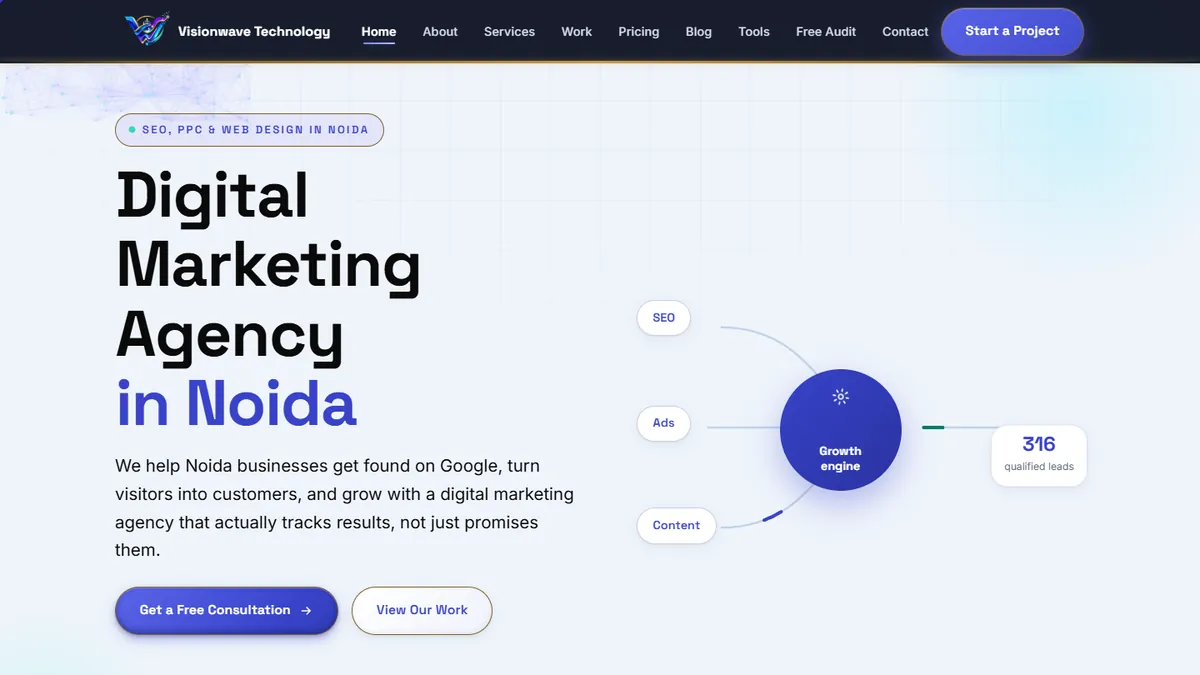 Visionwave Technology
Home
About
Services
Work
Pricing
Blog
Tools
Free Audit
Contact
Start a Project
SEO, PPC & WEB DESIGN IN NOIDA
Digital
Marketing
Agency
in Noida
We help Noida businesses get found on Google, turn
visitors into customers, and grow with a digital marketing
agency that actually tracks results, not just promises
them.
Get a Free Consultation →
View Our Work
SEO
Ads
Content
Growth
engine
316
qualified leads